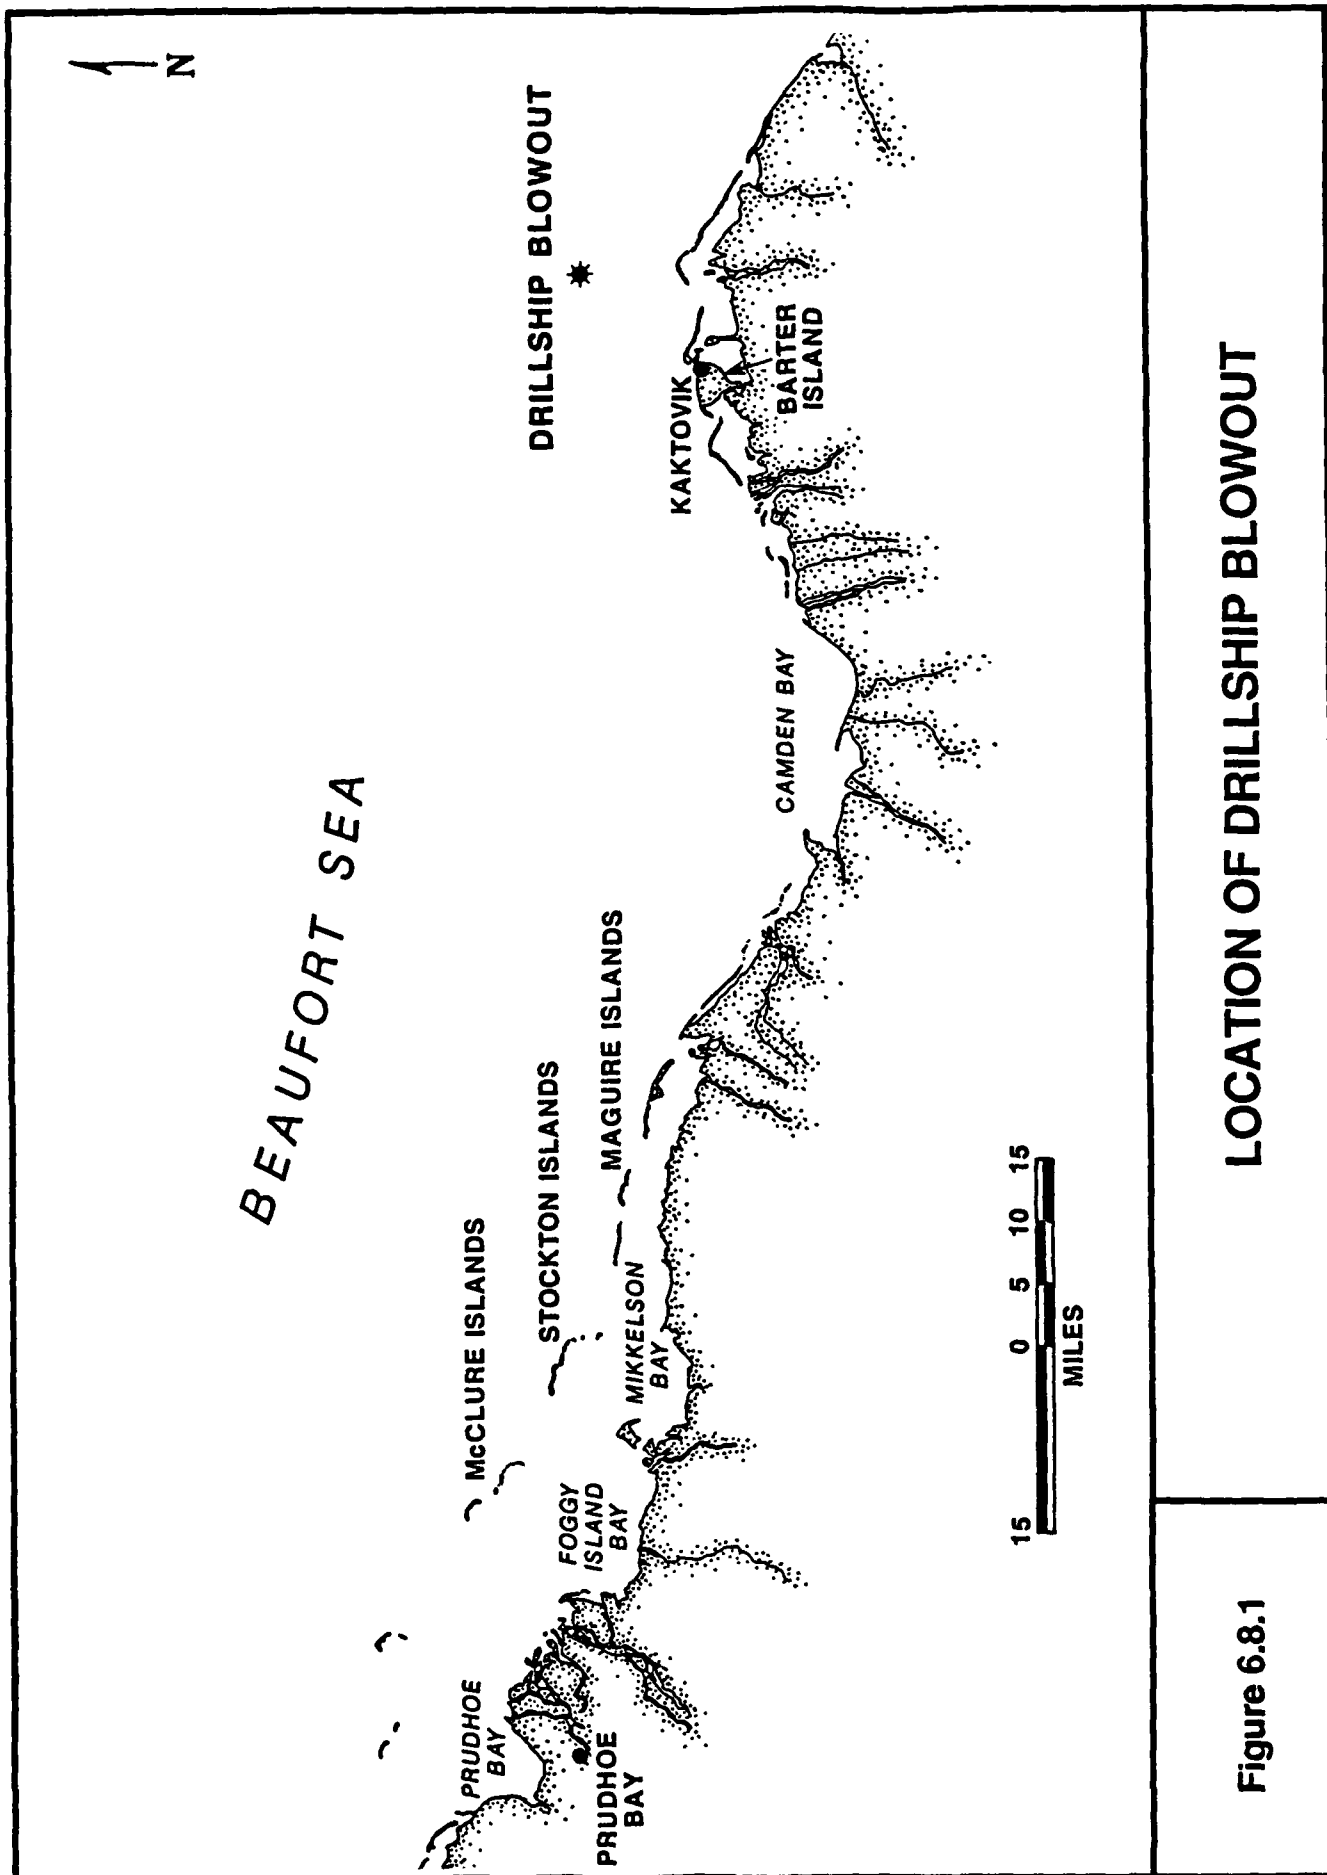 N
BEAUFORT SEA
DRILLSHIP BLOWOUT
McCLURE ISLANDS
STOCKTON ISLANDS
MAGUIRE ISLANDS
KAKTOVIK
BARTER
ISLAND
CAMDEN BAY
MIKKELSON
BAY
FOGGY
ISLAND
BAY
PRUDHOE
BAY
PRUDHOE
BAY
15 0 5 10 15
MILES
Figure 6.8.1
LOCATION OF DRILLSHIP BLOWOUT